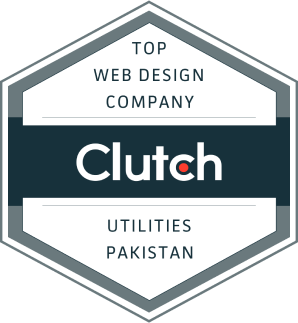 TOP
WEB DESIGN
COMPANY
Clutch
UTILITIES
PAKISTAN